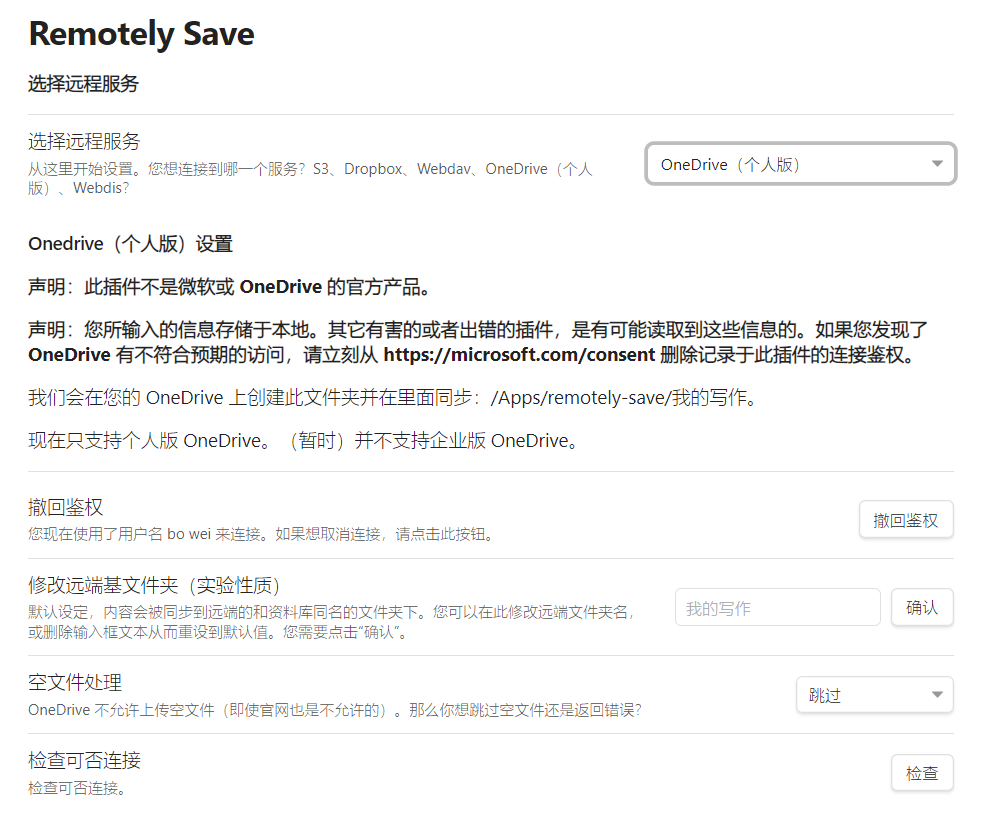 Remotely Save
选择远程服务
选择远程服务
从这里开始设置。您想连接到哪一个服务？S3、Dropbox、Webdav、OneDrive（个人
版）、Webdis？
OneDrive（个人版）
Onedrive（个人版）设置
声明：此插件不是微软或 OneDrive 的官方产品。
声明：您所输入的信息存储于本地。其它有害的或者出错的插件，是有可能读取到这些信息的。如果您发现了
OneDrive 有不符合预期的访问，请立刻从 https://microsoft.com/consent 删除记录于此插件的连接鉴权。
我们会在您的 OneDrive 上创建此文件夹并在里面同步：/Apps/remotely-save/我的写作。
现在只支持个人版 OneDrive。（暂时）并不支持企业版 OneDrive。
撤回鉴权
您现在使用了用户名 bo wei 来连接。如果想取消连接，请点击此按钮。
撤回鉴权
修改远端基文件夹（实验性质）
默认设定，内容会被同步到远端的和资料库同名的文件夹下。您可以在此修改远端文件夹名，
或删除输入框文本从而重设到默认值。您需要点击“确认”。
我的写作
确认
空文件处理
OneDrive 不允许上传空文件（即使官网也是不允许的）。那么你想跳过空文件还是返回错误？
跳过
检查可否连接
检查可否连接。
检查